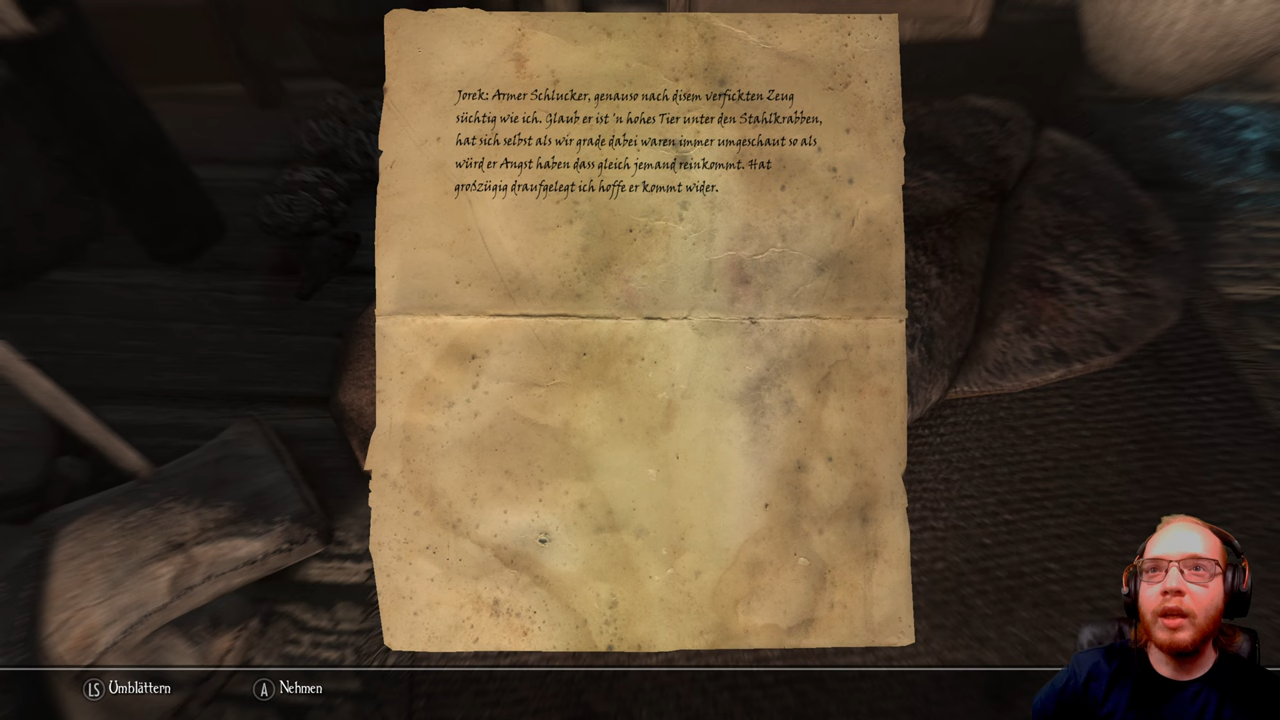 Jorek: Armer Schlucker, genauso nach disem verfickten Zeug
süchtig wie ich. Glaub er ist 'n hohes Tier unter den Stahlkrabben,
hat sich selbst als wir grade dabei waren immer umgeschaut so als
würd er Angst haben dass gleich jemand reinkommt. Hat
großzügig draufgelegt ich hoffe er kommt wider.
LS Umblättern
A Nehmen